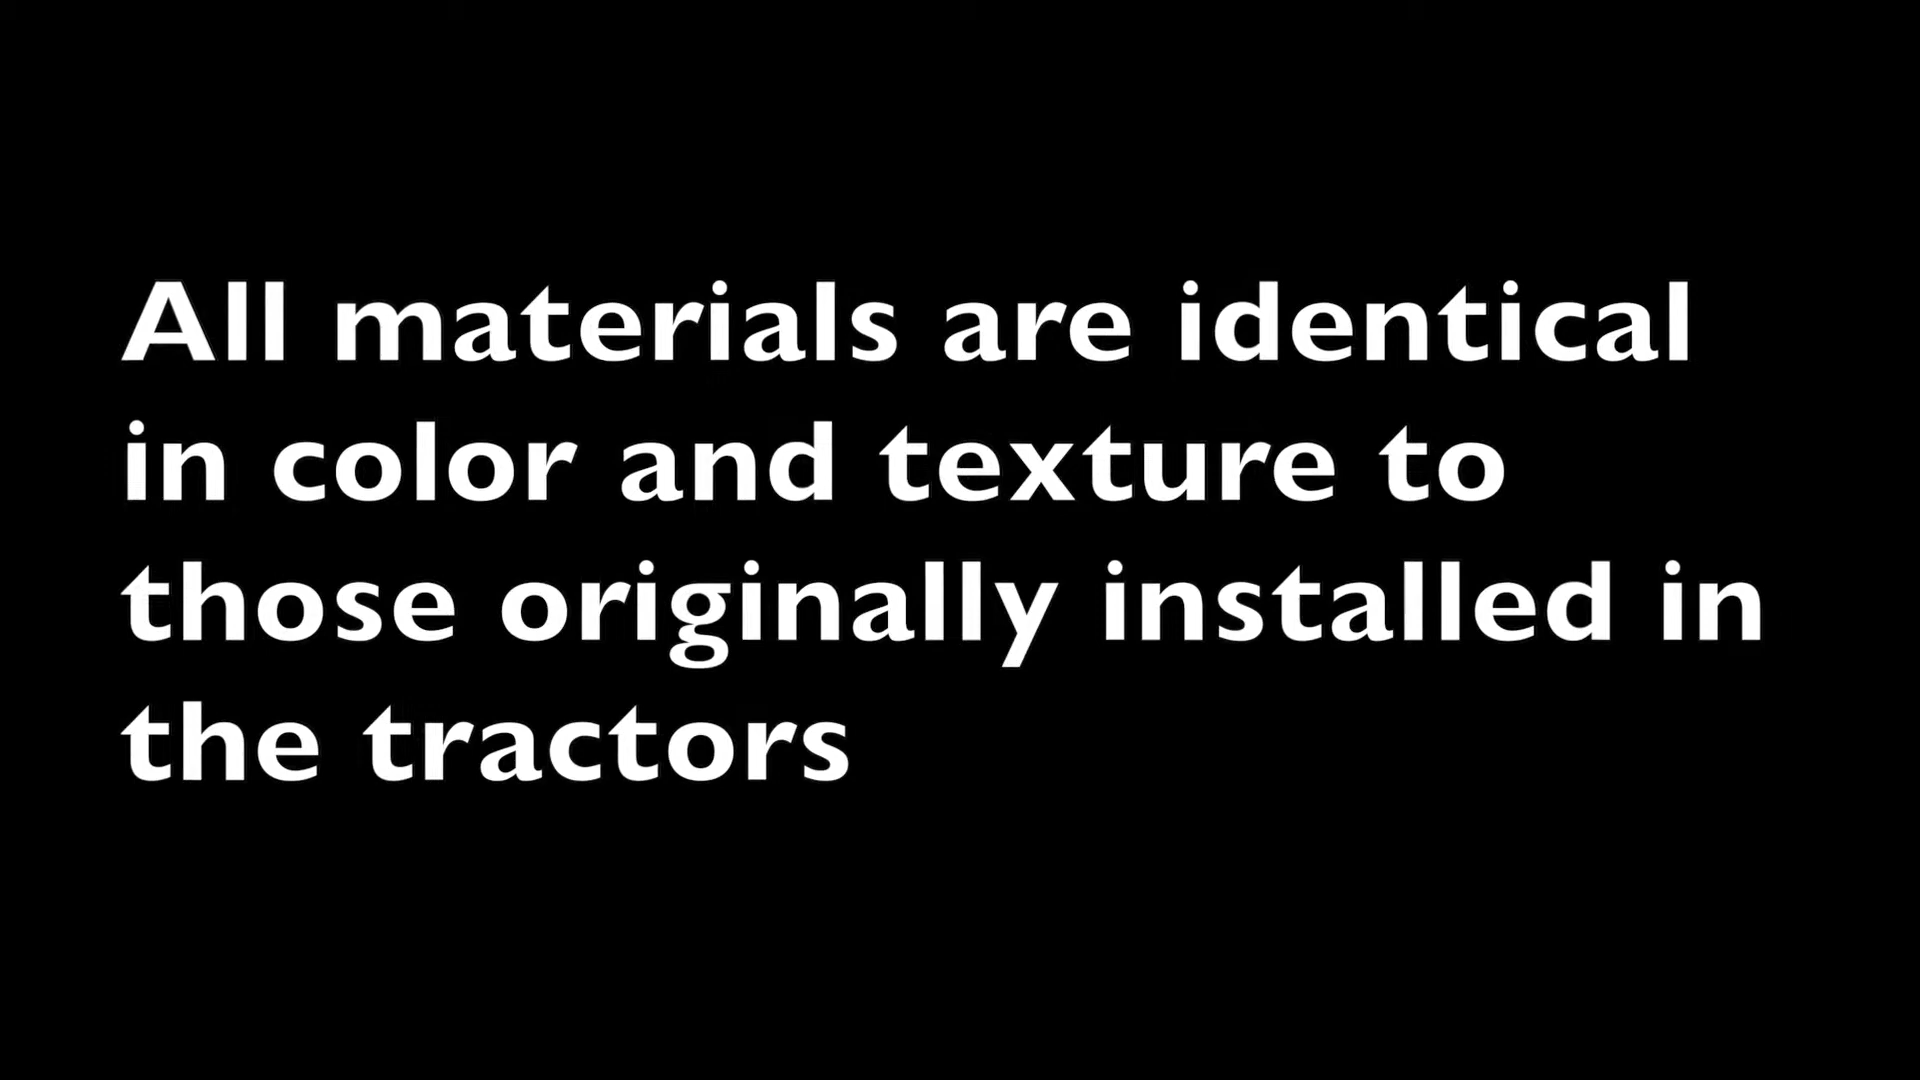 All materials are identical
in color and texture to
those originally installed in
the tractors